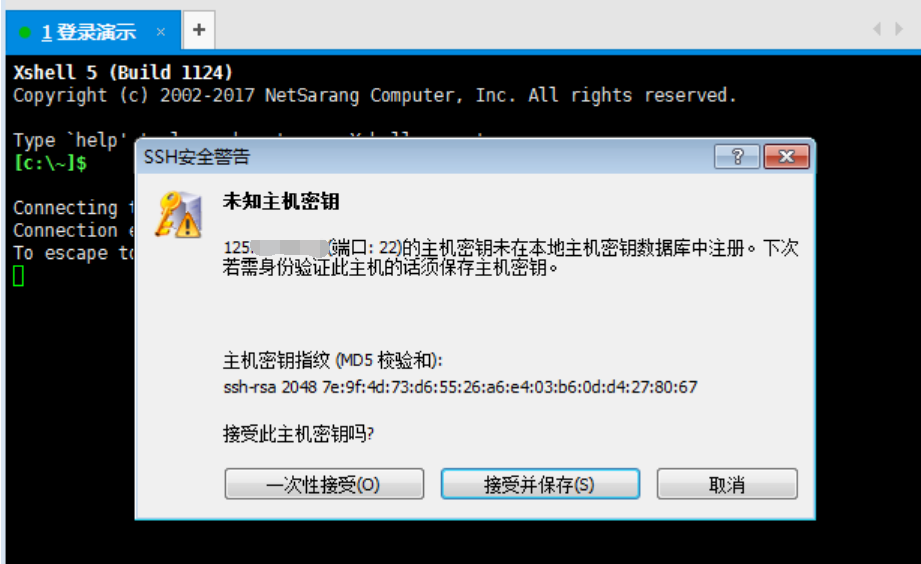 1 登录演示 × +
Xshell 5 (Build 1124)
Copyright (c) 2002-2017 NetSarang Computer, Inc. All rights reserved.
Type `help'
[c:\~]$
Connecting
Connection
To escape to
SSH安全警告
未知主机密钥
125. (端口: 22)的主机密钥未在本地主机密钥数据库中注册。下次
若需身份验证此主机的话须保存主机密钥。
主机密钥指纹 (MD5 校验和):
ssh-rsa 2048 7e:9f:4d:73:d6:55:26:a6:e4:03:b6:0d:d4:27:80:67
接受此主机密钥吗?
一次性接受(O) 接受并保存(S) 取消